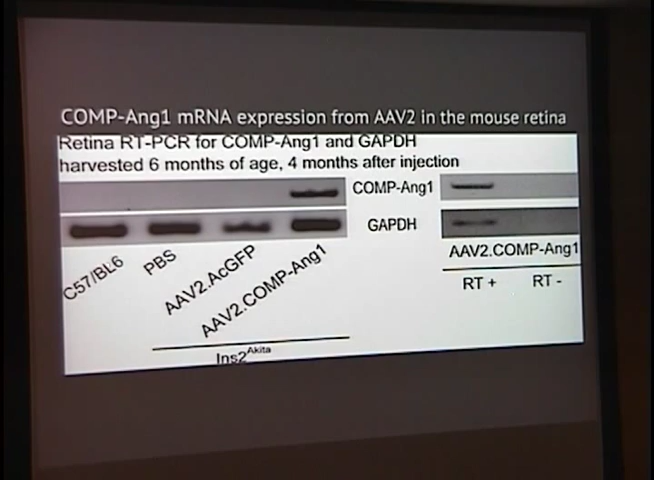 COMP-Ang1 mRNA expression from AAV2 in the mouse retina
Retina RT-PCR for COMP-Ang1 and GAPDH
harvested 6 months of age, 4 months after injection
COMP-Ang1
GAPDH
C57/BL6
PBS
AAV2.AcGFP
AAV2.COMP-Ang1
Ins2Akita
AAV2.COMP-Ang1
RT + RT -